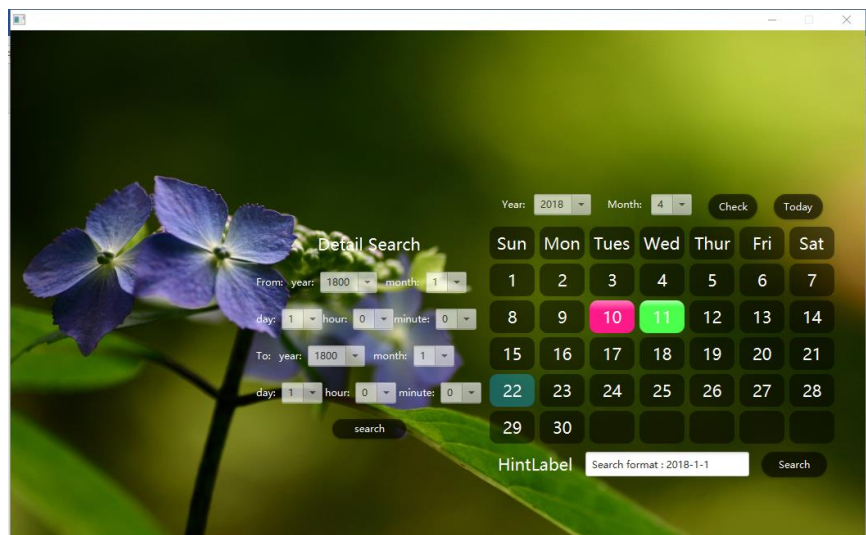 Year: 2018 Month: 4 Check Today
Detail Search
Sun Mon Tues Wed Thur Fri Sat
From: year: 1800 month: 1
1 2 3 4 5 6 7
day: 1 hour: 0 minute: 0
8 9 10 11 12 13 14
To: year: 1800 month: 1
15 16 17 18 19 20 21
day: 1 hour: 0 minute: 0
22 23 24 25 26 27 28
search
29 30
HintLabel Search format : 2018-1-1 Search